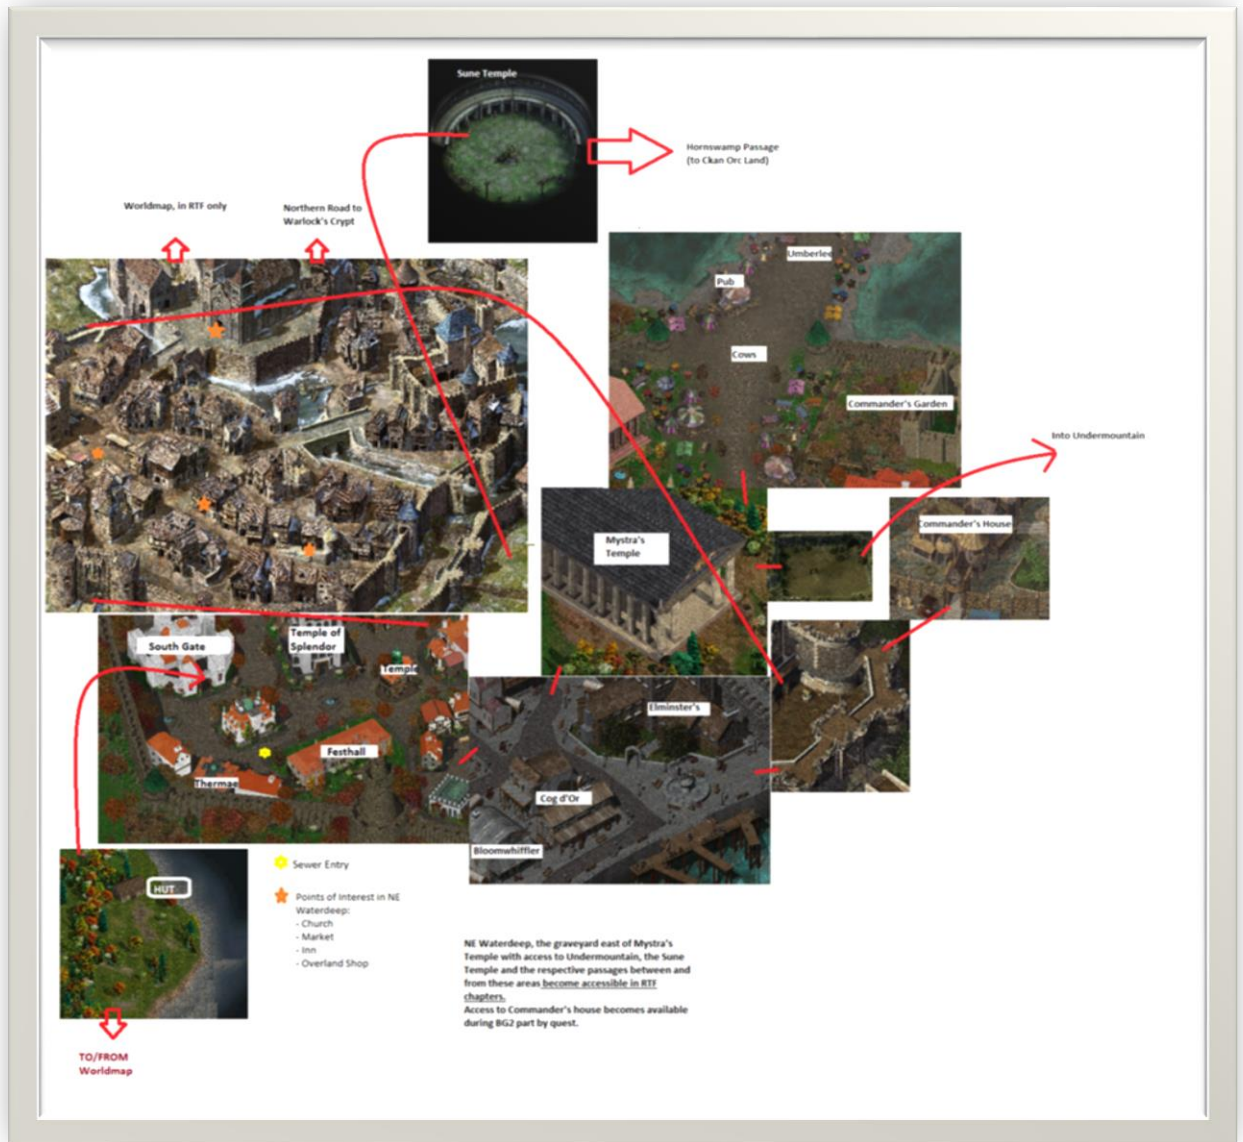 Sune Temple
Hornswamp Passage
(to Ckan Orc Land)
Worldmap, in RTF only
Northern Road to
Warlock's Crypt
Umberlee
Pub
Cows
Commander's Garden
Into Undermountain
Commander's House
Mystra's
Temple
South Gate
Temple of
Splendor
Temple
Elminster's
Festhall
Thermae
Cog d'Or
Bloomwhiffler
HUT
Sewer Entry
Points of Interest in NE
Waterdeep:
- Church
- Market
- Inn
- Overland Shop
NE Waterdeep, the graveyard east of Mystra's
Temple with access to Undermountain, the Sune
Temple and the respective passages between and
from these areas become accessible in RTF
chapters.
Access to Commander's house becomes available
during BG2 part by quest.
TO/FROM
Worldmap